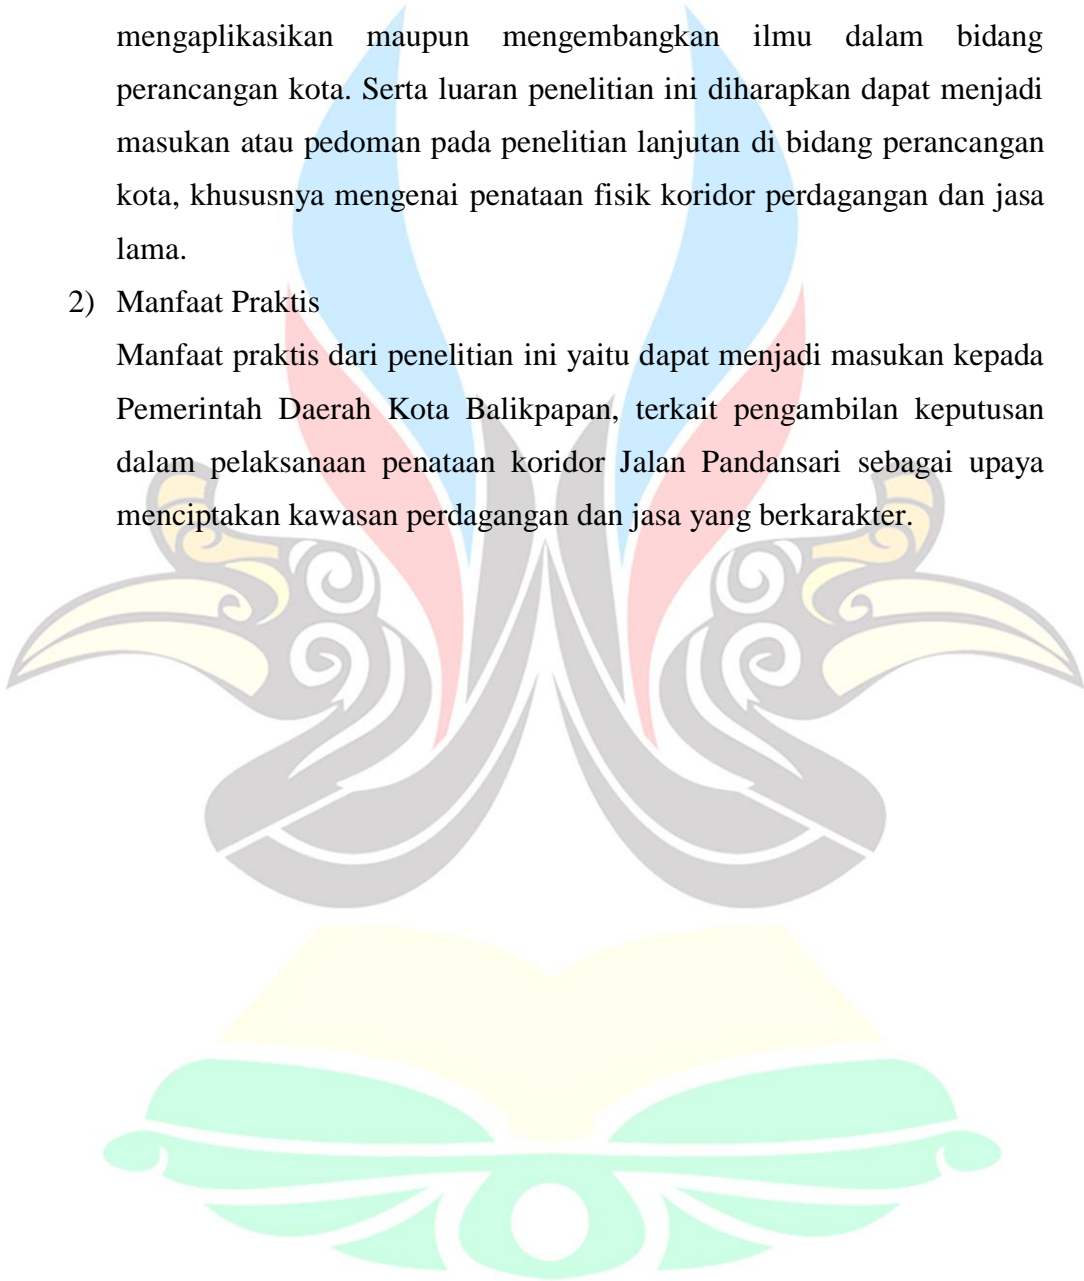 mengaplikasikan maupun mengembangkan ilmu dalam bidang
perancangan kota. Serta luaran penelitian ini diharapkan dapat menjadi
masukan atau pedoman pada penelitian lanjutan di bidang perancangan
kota, khususnya mengenai penataan fisik koridor perdagangan dan jasa
lama.
2) Manfaat Praktis
Manfaat praktis dari penelitian ini yaitu dapat menjadi masukan kepada
Pemerintah Daerah Kota Balikpapan, terkait pengambilan keputusan
dalam pelaksanaan penataan koridor Jalan Pandansari sebagai upaya
menciptakan kawasan perdagangan dan jasa yang berkarakter.